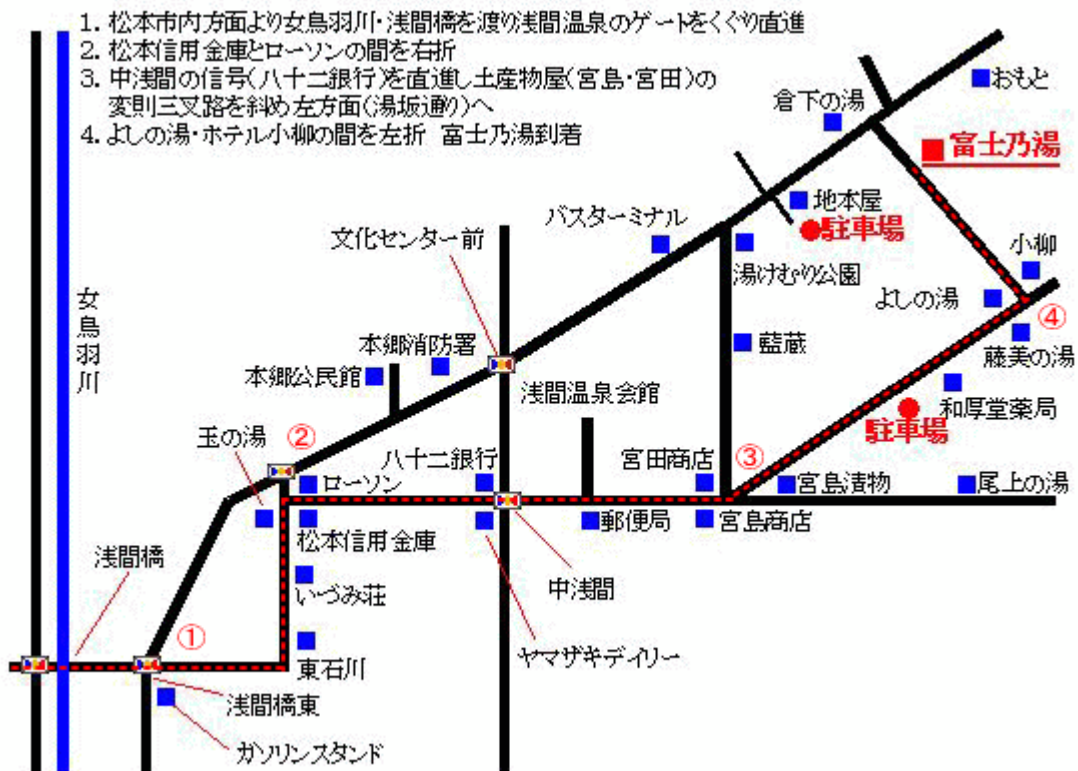 1. 松本市内方面より女鳥羽川・浅間橋を渡り浅間温泉のゲートをくぐり直進
2. 松本信用金庫とローソンの間を右折
3. 中浅間の信号(八十二銀行)を直進し土産物屋(宮島・宮田)の
変則三叉路を斜め左方面(湯坂通り)へ
4. よしの湯・ホテル小柳の間を左折 富士乃湯到着
おもと
倉下の湯
富士乃湯
地本屋
駐車場
バスターミナル
文化センター前
湯けむり公園
小柳
よしの湯
④
女鳥羽川
藤美の湯
本郷消防署
藍蔵
本郷公民館
浅間温泉会館
和厚堂薬局
駐車場
玉の湯
②
八十二銀行
宮田商店
③
ローソン
宮島漬物
尾上の湯
郵便局
宮島商店
松本信用金庫
浅間橋
いづみ荘
中浅間
①
東石川
ヤマザキデイリー
浅間橋東
ガソリンスタンド